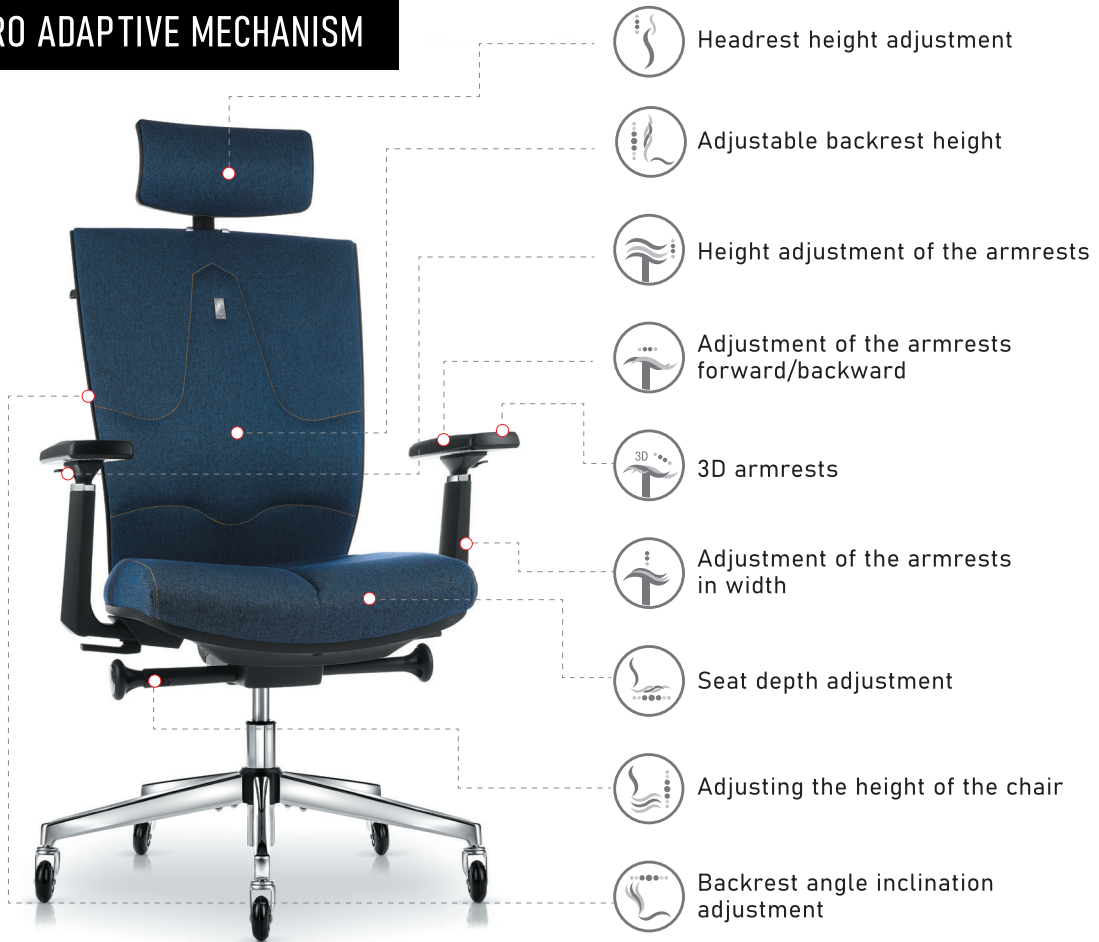 RO ADAPTIVE MECHANISM
Headrest height adjustment
Adjustable backrest height
Height adjustment of the armrests
Adjustment of the armrests
forward/backward
3D
3D armrests
Adjustment of the armrests
in width
Seat depth adjustment
Adjusting the height of the chair
Backrest angle inclination
adjustment